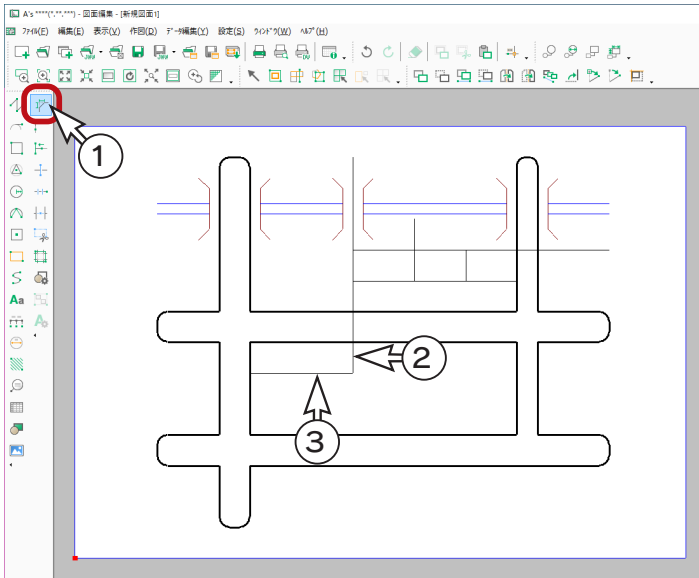 A's ****(*.**.***) - 図面編集 - [新規図面1]
ﾌｧｲﾙ(F) 編集(E) 表示(V) 作図(D) ﾃﾞｰﾀ編集(Y) 設定(S) ｳｨﾝﾄﾞｳ(W) ﾍﾙﾌﾟ(H)
JWW JWW
Aa
1
2
3